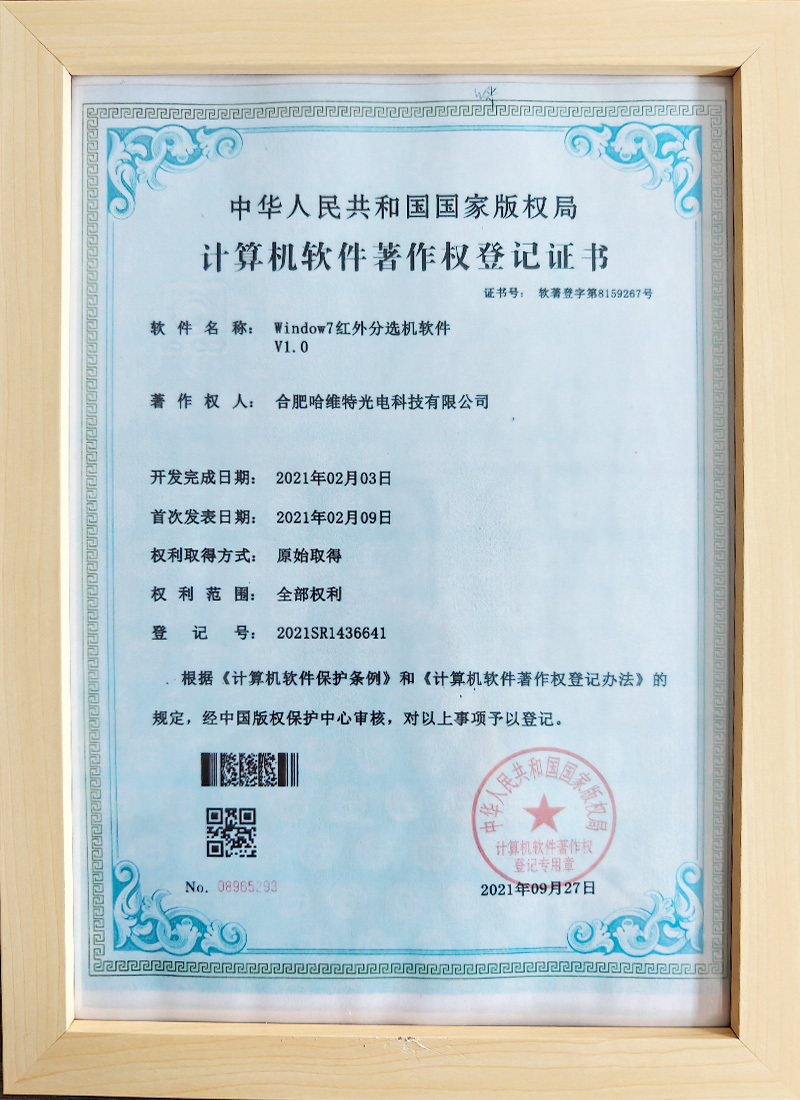 中华人民共和国国家版权局
计算机软件著作权登记证书
证书号: 软著登字第8159267号
软件名称: Window7红外分选机软件
V1.0
著作权人: 合肥哈维特光电科技有限公司
开发完成日期: 2021年02月03日
首次发表日期: 2021年02月09日
权利取得方式: 原始取得
权利范围: 全部权利
登记号: 2021SR1436641
根据《计算机软件保护条例》和《计算机软件著作权登记办法》的
规定，经中国版权保护中心审核，对以上事项予以登记。
中华人民共和国国家版权局
计算机软件著作权
登记专用章
No. 08965293
2021年09月27日